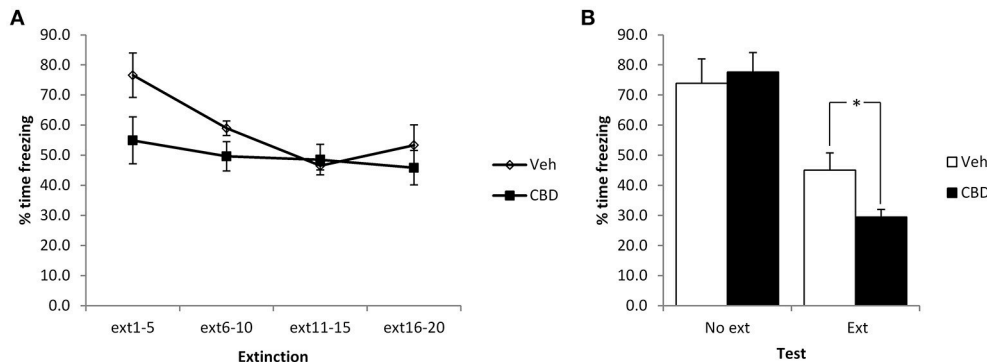 A
90.0
80.0
70.0
60.0
50.0
40.0
30.0
20.0
10.0
0.0
% time freezing
ext1-5 ext6-10 ext11-15 ext16-20
Extinction
Veh
CBD
B
90.0
80.0
70.0
60.0
50.0
40.0
30.0
20.0
10.0
0.0
% time freezing
*
No ext Ext
Test
Veh
CBD